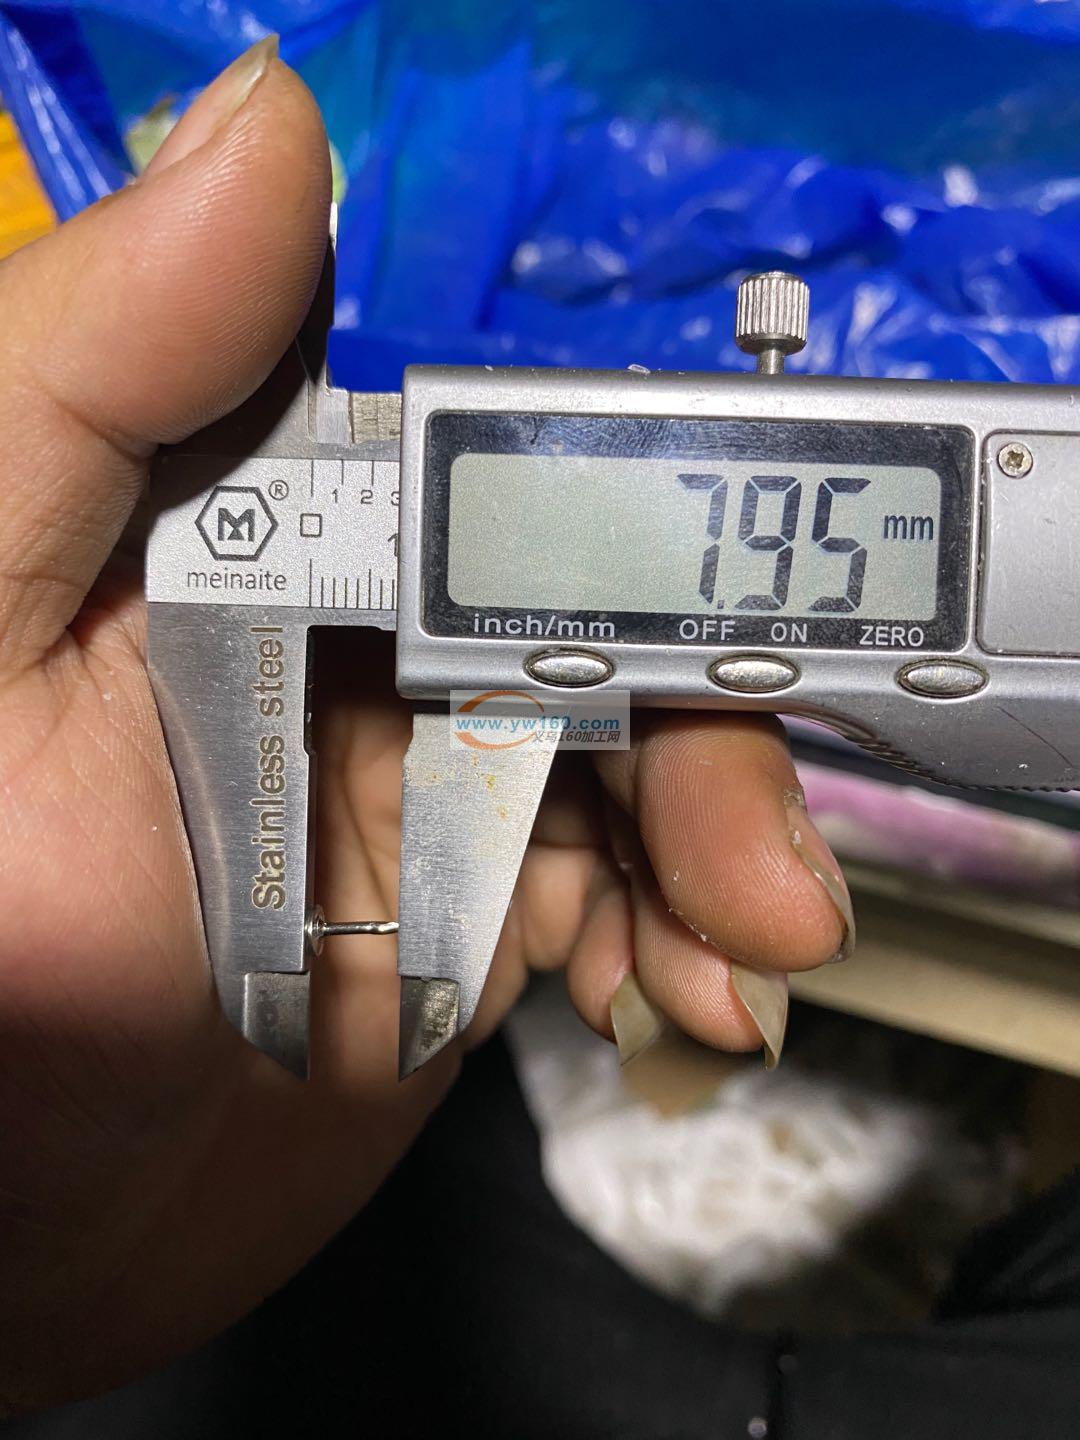 ®
meinaite
1 2 3
1
Stainless steel
7.95 mm
inch/mm OFF ON ZERO
www.yw160.com
义乌160加工网